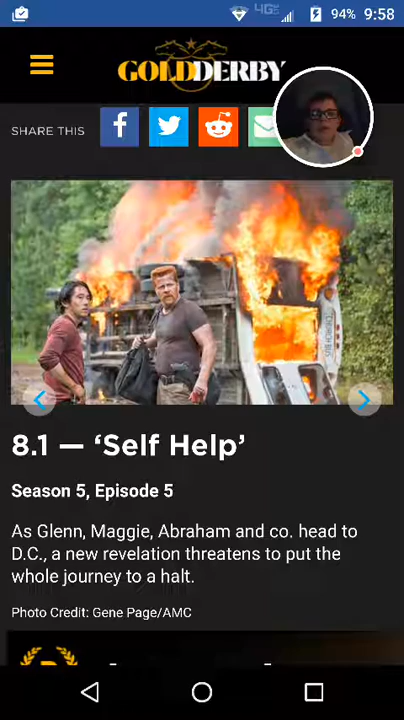 4G
94%
9:58
GOLDDERBY
SHARE THIS
CHURCH BUS
8.1 — ‘Self Help’
Season 5, Episode 5
As Glenn, Maggie, Abraham and co. head to
D.C., a new revelation threatens to put the
whole journey to a halt.
Photo Credit: Gene Page/AMC